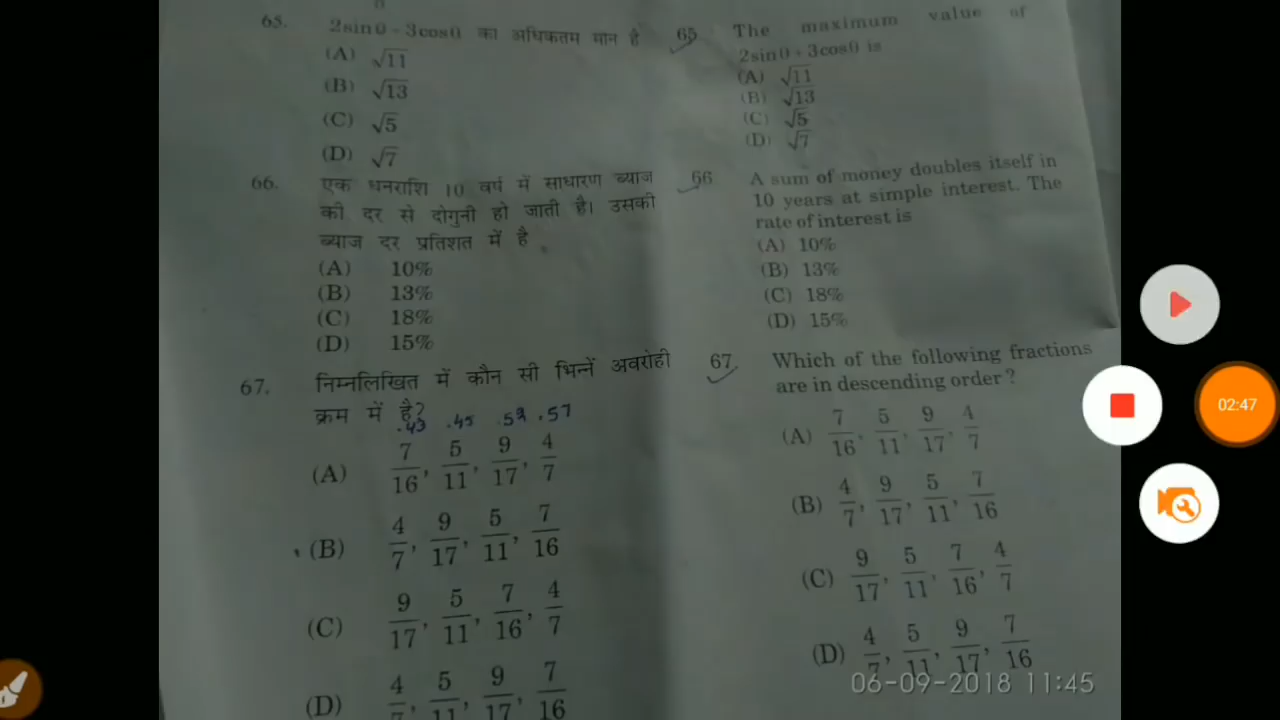 65. 2sinθ - 3cosθ का अधिकतम मान है
(A) √11
(B) √13
(C) √5
(D) √7
66. एक धनराशि 10 वर्ष में साधारण ब्याज
की दर से दोगुनी हो जाती है। उसकी
ब्याज दर प्रतिशत में है
(A) 10%
(B) 13%
(C) 18%
(D) 15%
67. निम्नलिखित में कौन सी भिन्नें अवरोही
क्रम में है?
.43 .45 .52 .57
(A) 7/16, 5/11, 9/17, 4/7
(B) 4/7, 9/17, 5/11, 7/16
(C) 9/17, 5/11, 7/16, 4/7
(D) 4/7, 5/11, 9/17, 7/16
65 The maximum value of
2sinθ + 3cosθ is
(A) √11
(B) √13
(C) √5
(D) √7
66 A sum of money doubles itself in
10 years at simple interest. The
rate of interest is
(A) 10%
(B) 13%
(C) 18%
(D) 15%
67. Which of the following fractions
are in descending order ?
(A) 7/16, 5/11, 9/17, 4/7
(B) 4/7, 9/17, 5/11, 7/16
(C) 9/17, 5/11, 7/16, 4/7
(D) 4/7, 5/11, 9/17, 7/16
06-09-2018 11:45
02:47